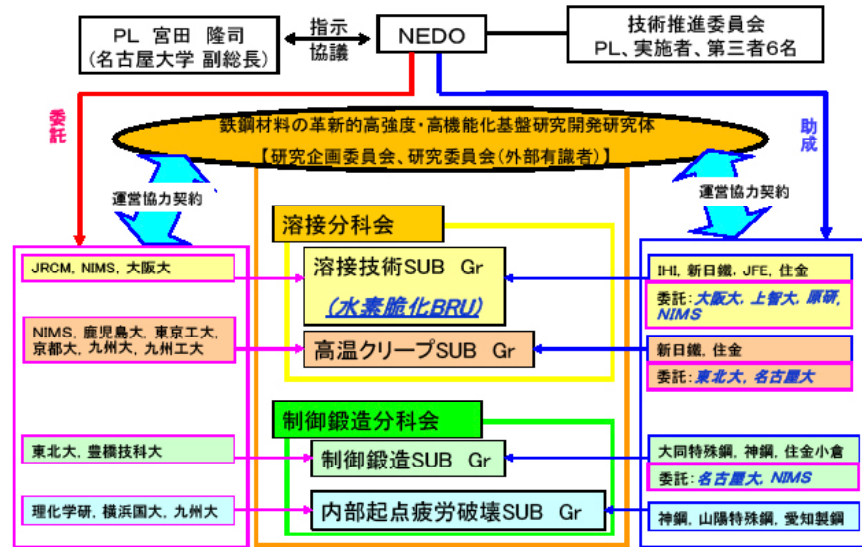 PL 宮田 隆司
(名古屋大学 副総長)
指示
協議
NEDO
技術推進委員会
PL、実施者、第三者6名
委託
助成
鉄鋼材料の革新的高強度・高機能化基盤研究開発研究体
【研究企画委員会、研究委員会(外部有識者)】
運営協力契約
運営協力契約
溶接分科会
JRCM, NIMS, 大阪大
溶接技術SUB Gr
(水素脆化BRU)
IHI, 新日鐵, JFE, 住金
委託:大阪大, 上智大, 原研,
NIMS
NIMS, 鹿児島大, 東京工大,
京都大, 九州大, 九州工大
高温クリープSUB Gr
新日鐵, 住金
委託:東北大, 名古屋大
制御鍛造分科会
東北大, 豊橋技科大
制御鍛造SUB Gr
大同特殊鋼, 神鋼, 住金小倉
委託:名古屋大, NIMS
理化学研, 横浜国大, 九州大
内部起点疲労破壊SUB Gr
神鋼, 山陽特殊鋼, 愛知製鋼